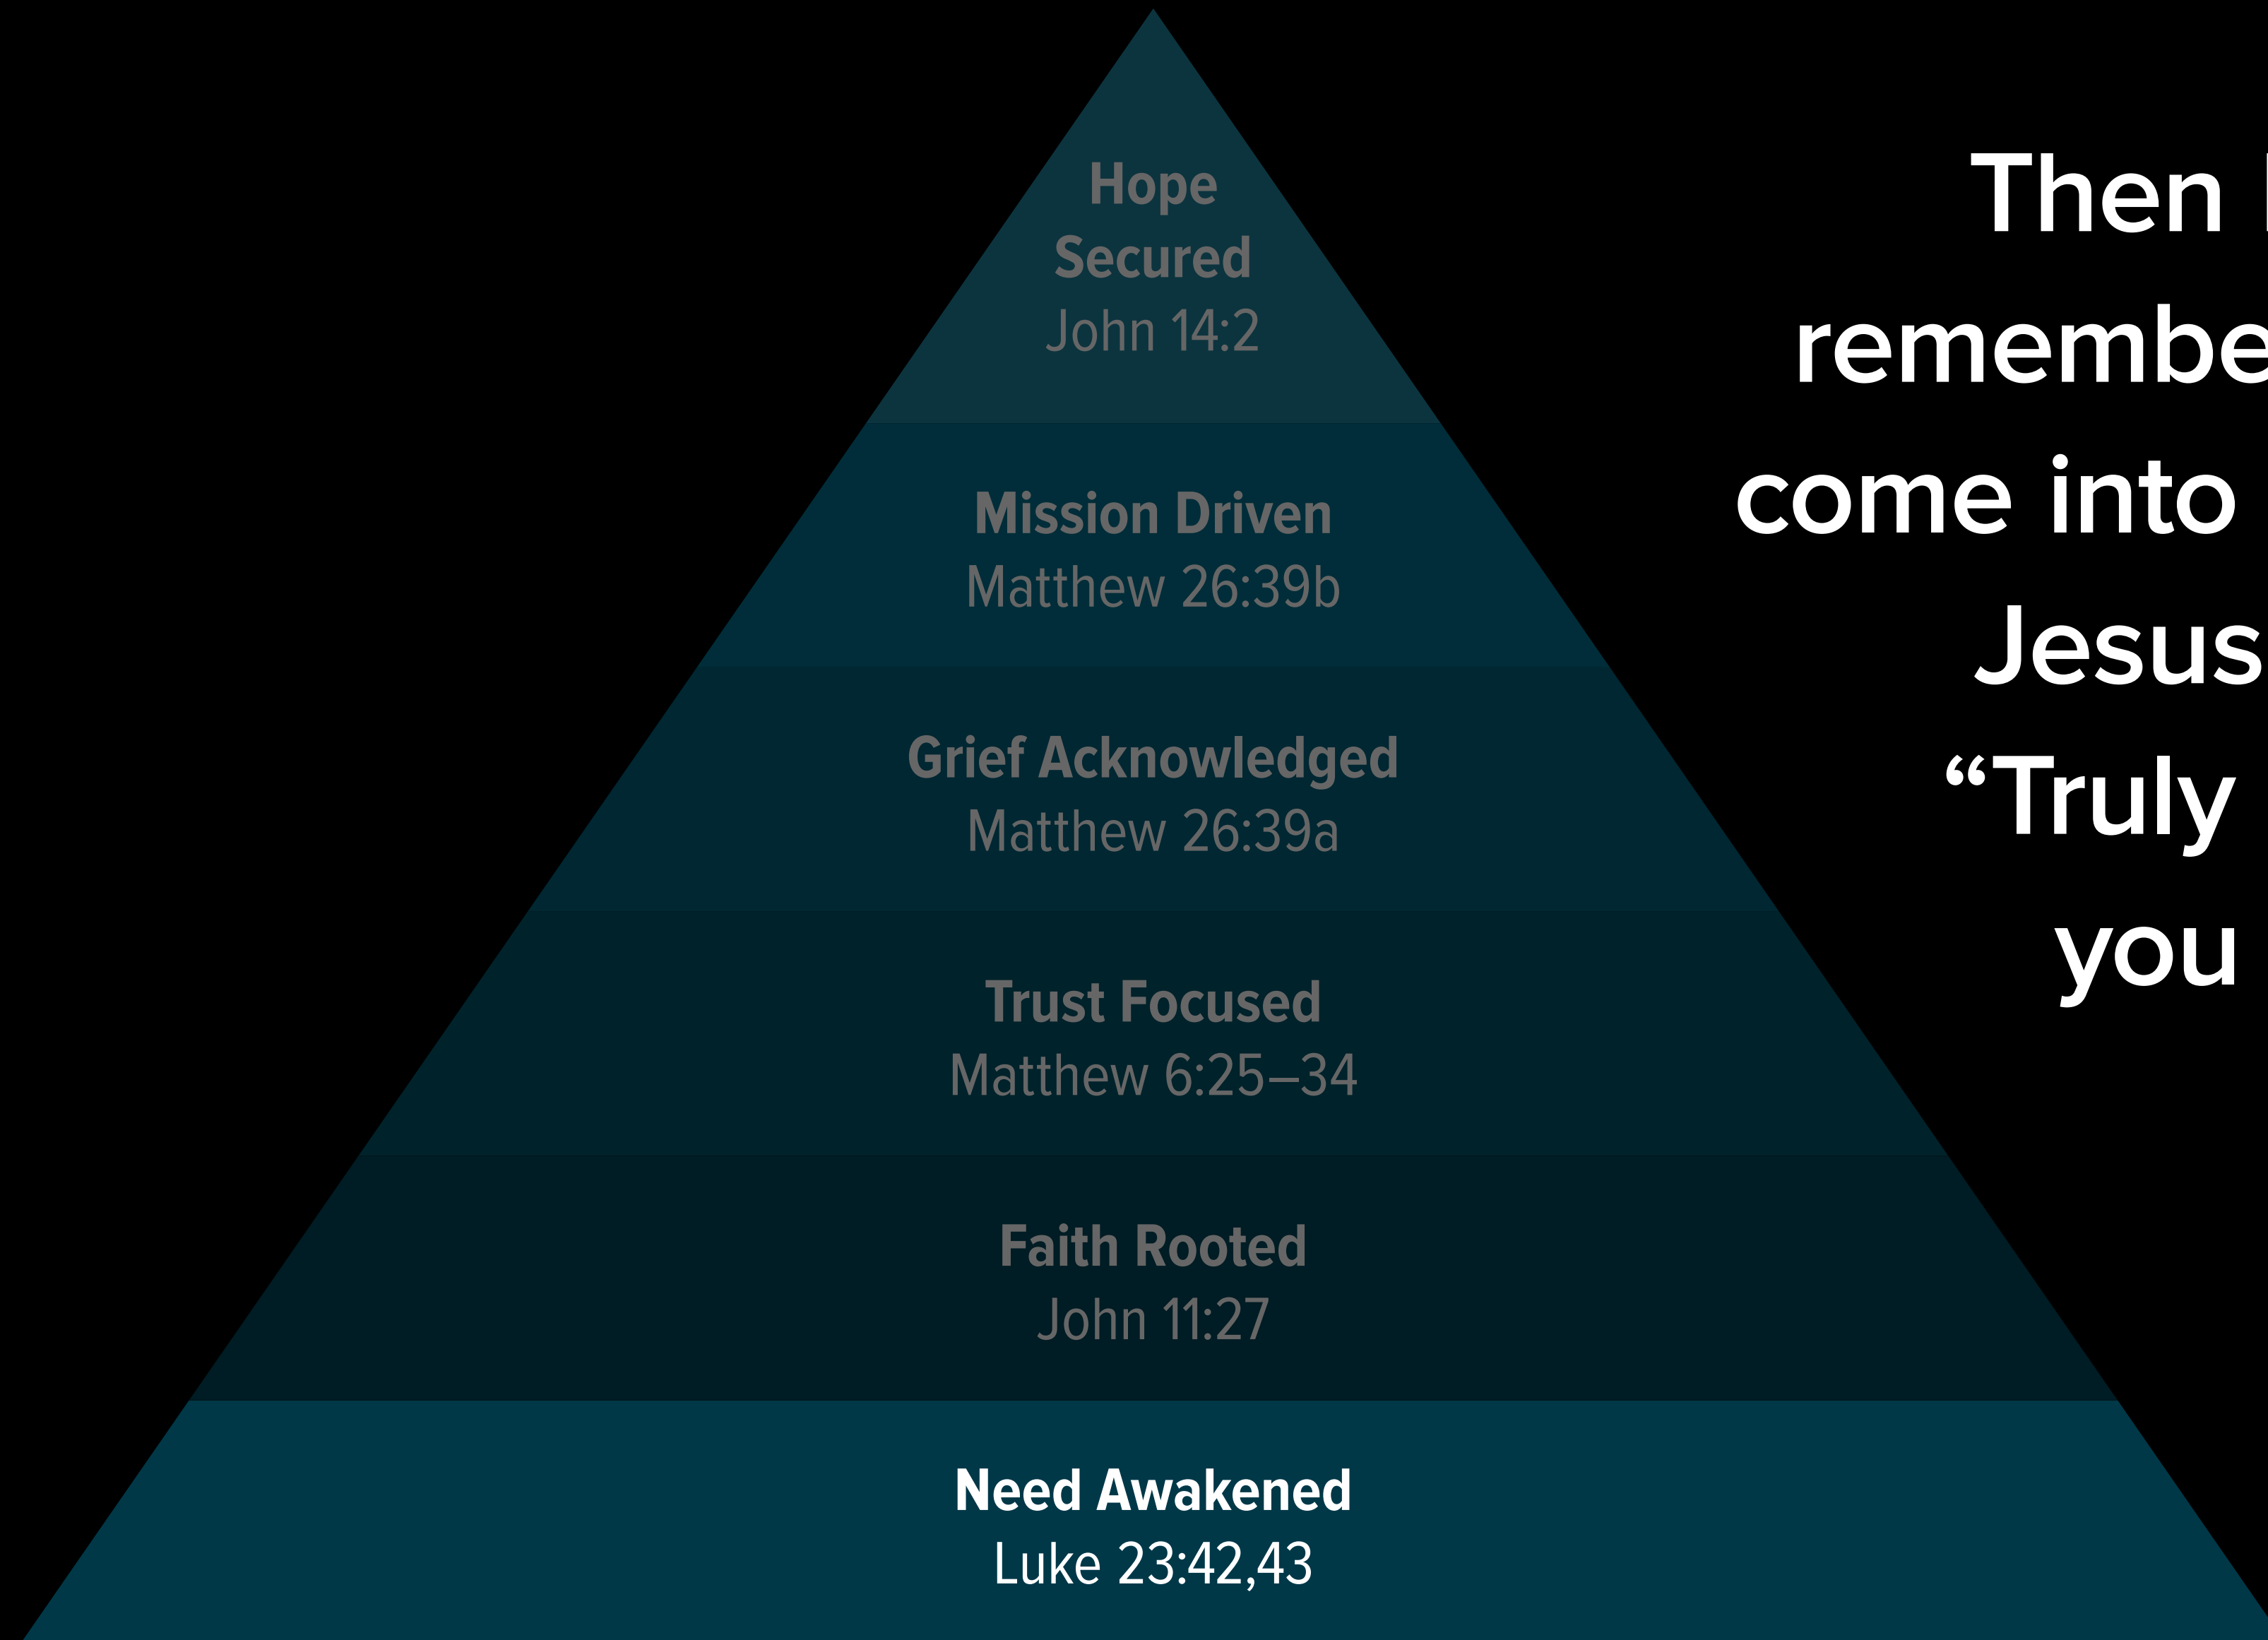 Hope
Secured
John 14:2
Mission Driven
Matthew 26:39b
Grief Acknowledged
Matthew 26:39a
Trust Focused
Matthew 6:25–34
Faith Rooted
John 11:27
Need Awakened
Luke 23:42,43
Then
remembe
come into
Jesus
“Truly
you